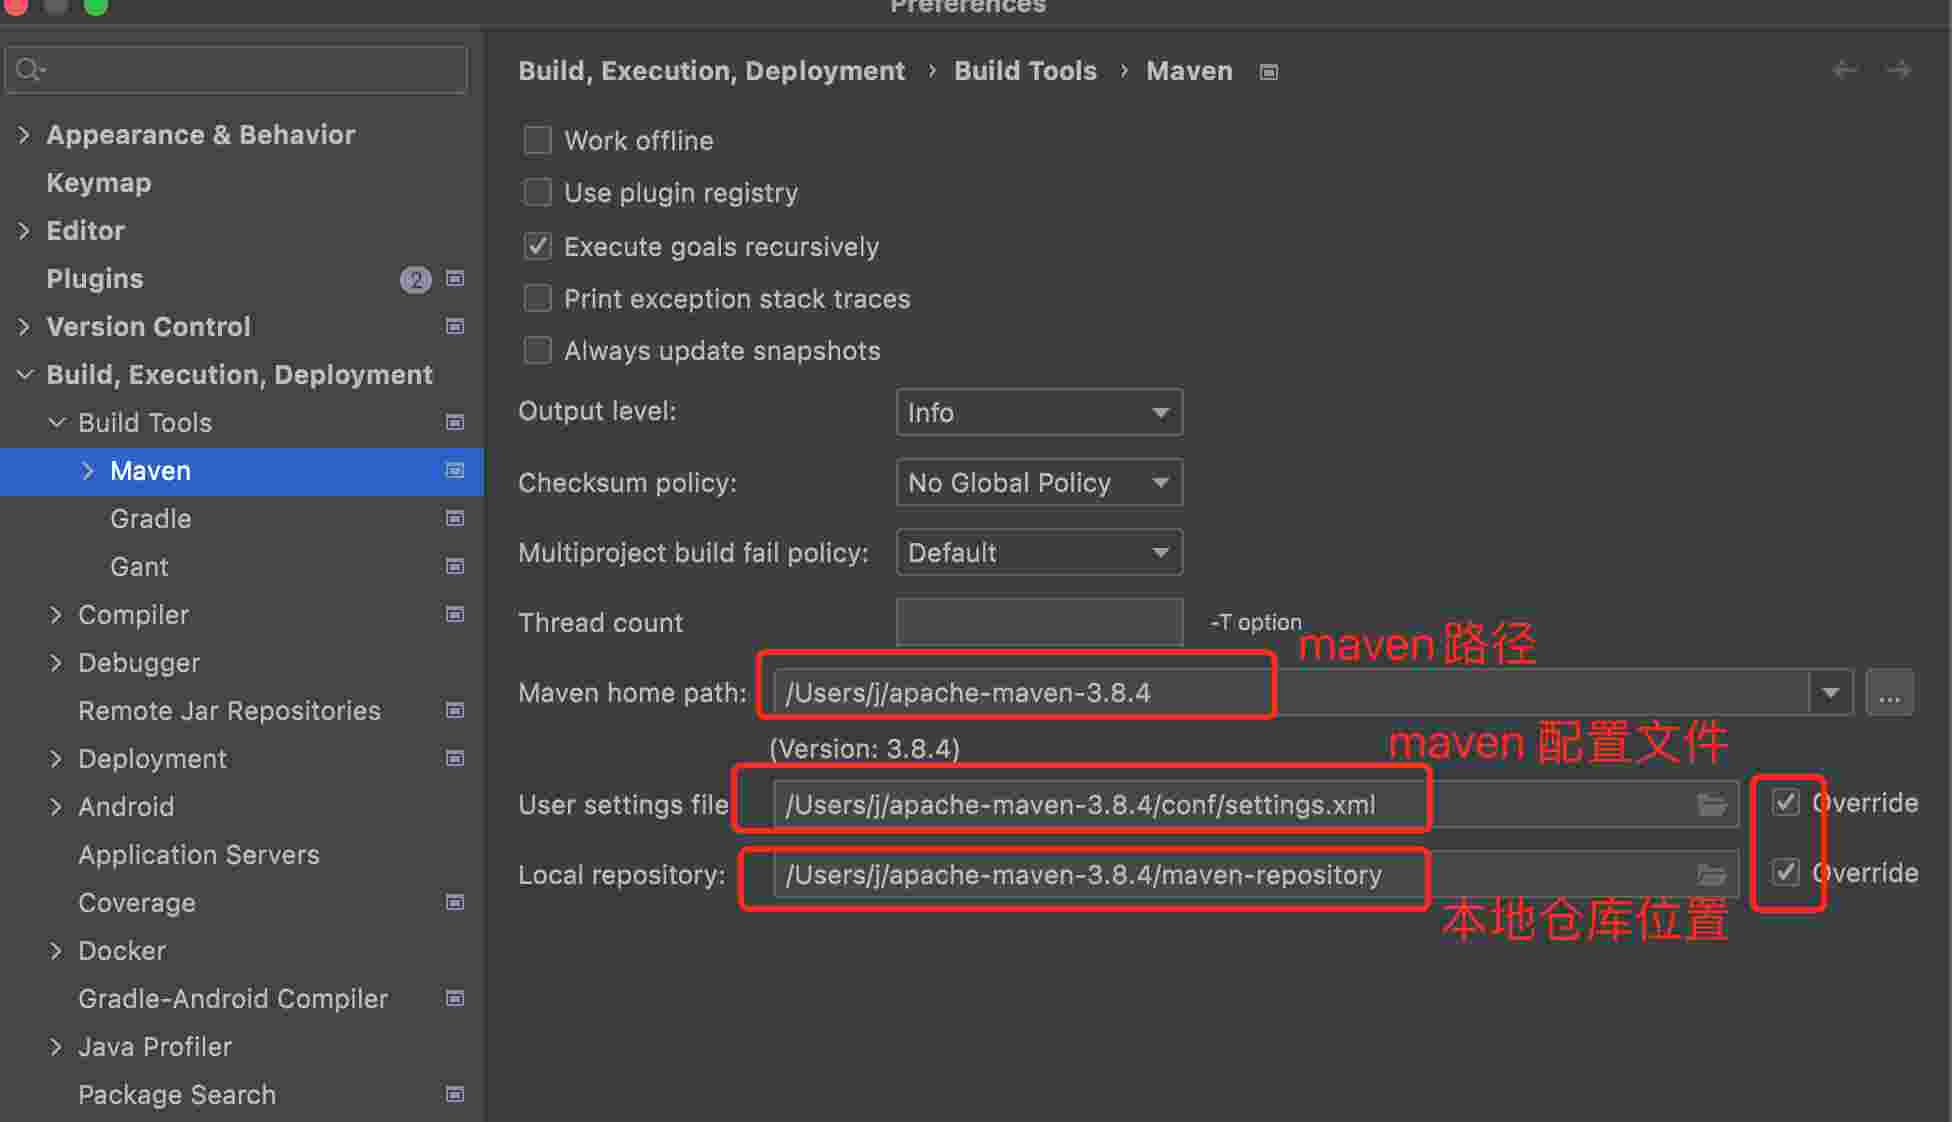 Preferences
Appearance & Behavior
Keymap
Editor
Plugins 2
Version Control
Build, Execution, Deployment
Build Tools
Maven
Gradle
Gant
Compiler
Debugger
Remote Jar Repositories
Deployment
Android
Application Servers
Coverage
Docker
Gradle-Android Compiler
Java Profiler
Package Search
Build, Execution, Deployment › Build Tools › Maven
Work offline
Use plugin registry
Execute goals recursively
Print exception stack traces
Always update snapshots
Output level: Info
Checksum policy: No Global Policy
Multiproject build fail policy: Default
Thread count -T option
maven 路径
Maven home path: /Users/j/apache-maven-3.8.4 ...
(Version: 3.8.4)
maven 配置文件
User settings file /Users/j/apache-maven-3.8.4/conf/settings.xml Override
Local repository: /Users/j/apache-maven-3.8.4/maven-repository Override
本地仓库位置